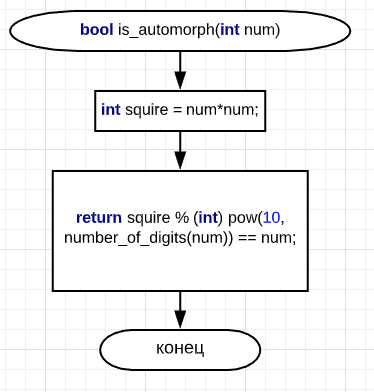 bool is_automorph(int num)
int squire = num*num;
return squire % (int) pow(10,
number_of_digits(num)) == num;
конец